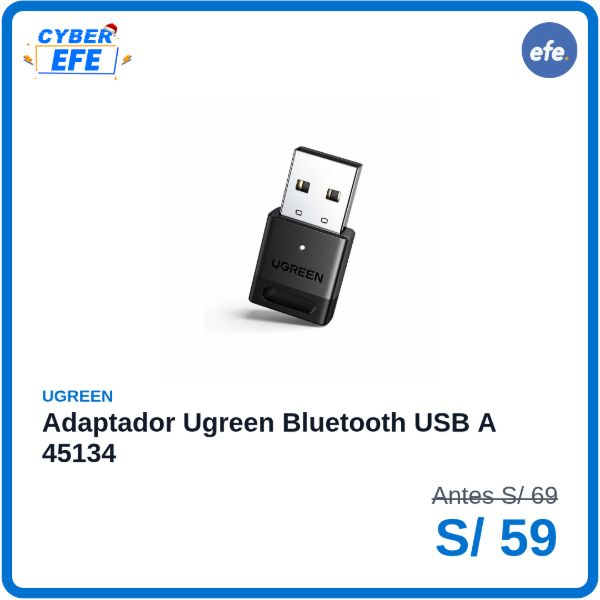 CYBER
EFE
efe.
UGREEN
UGREEN
Adaptador Ugreen Bluetooth USB A
45134
Antes S/ 69
S/ 59